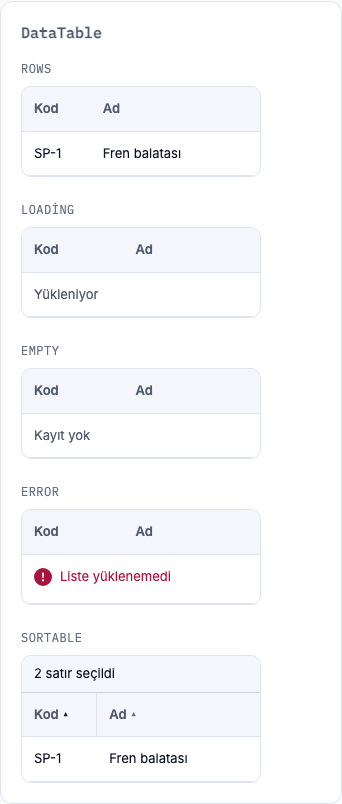 DataTable
ROWS
Kod Ad
SP-1 Fren balatası
LOADİNG
Kod Ad
Yükleniyor
EMPTY
Kod Ad
Kayıt yok
ERROR
Kod Ad
! Liste yüklenemedi
SORTABLE
2 satır seçildi
Kod ▲ Ad ▲
SP-1 Fren balatası